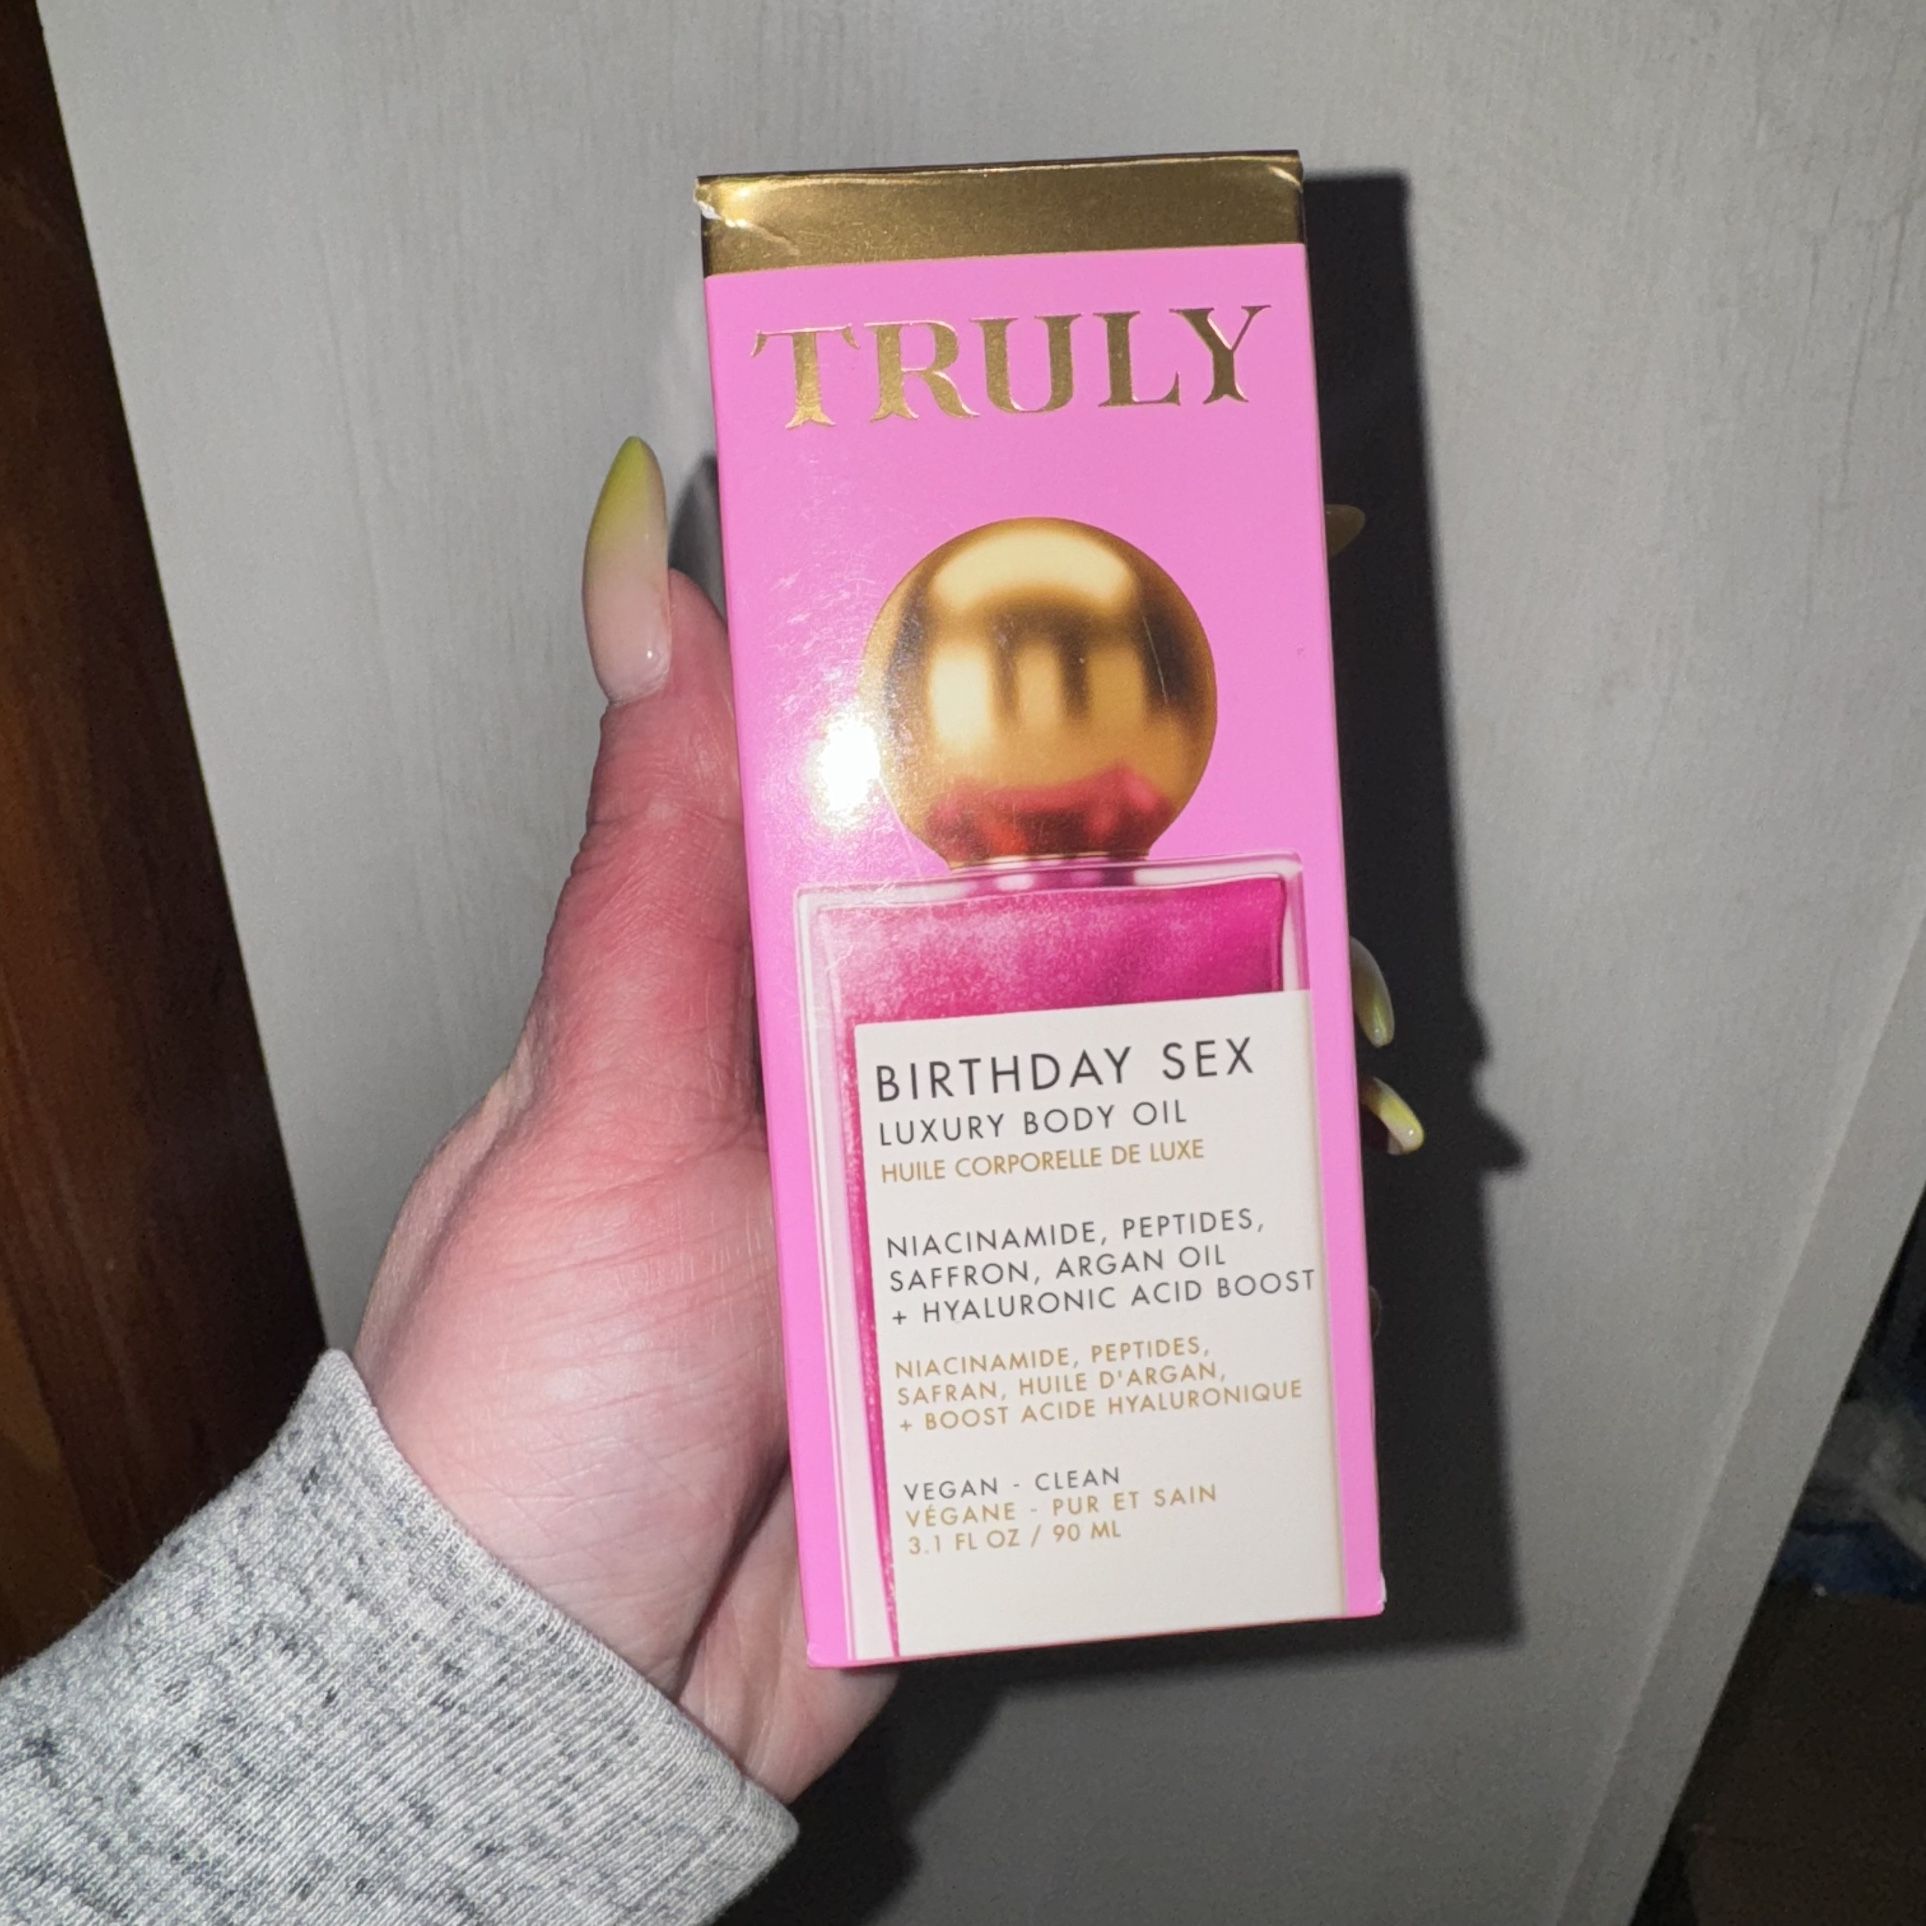 TRULY
BIRTHDAY SEX
LUXURY BODY OIL
HUILE CORPORELLE DE LUXE
NIACINAMIDE, PEPTIDES,
SAFFRON, ARGAN OIL
+ HYALURONIC ACID BOOST
NIACINAMIDE, PEPTIDES,
SAFRAN, HUILE D'ARGAN,
+ BOOST ACIDE HYALURONIQUE
VEGAN - CLEAN
VÉGANE - PUR ET SAIN
3.1 FL OZ / 90 ML